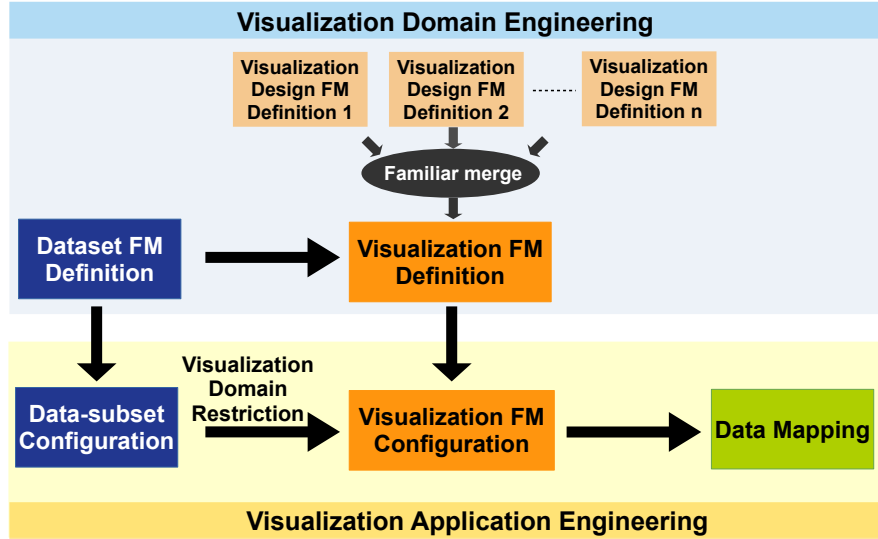 Visualization Domain Engineering
Visualization
Design FM
Definition 1
Visualization
Design FM
Definition 2
Visualization
Design FM
Definition n
Familiar merge
Dataset FM
Definition
Visualization FM
Definition
Visualization
Domain
Restriction
Data-subset
Configuration
Visualization FM
Configuration
Data Mapping
Visualization Application Engineering